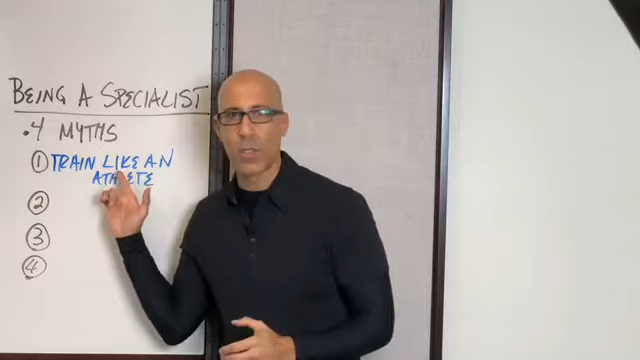 BEING A SPECIALIST
• 4 MYTHS
① TRAIN LIKE AN
ATHLETE
②
③
④